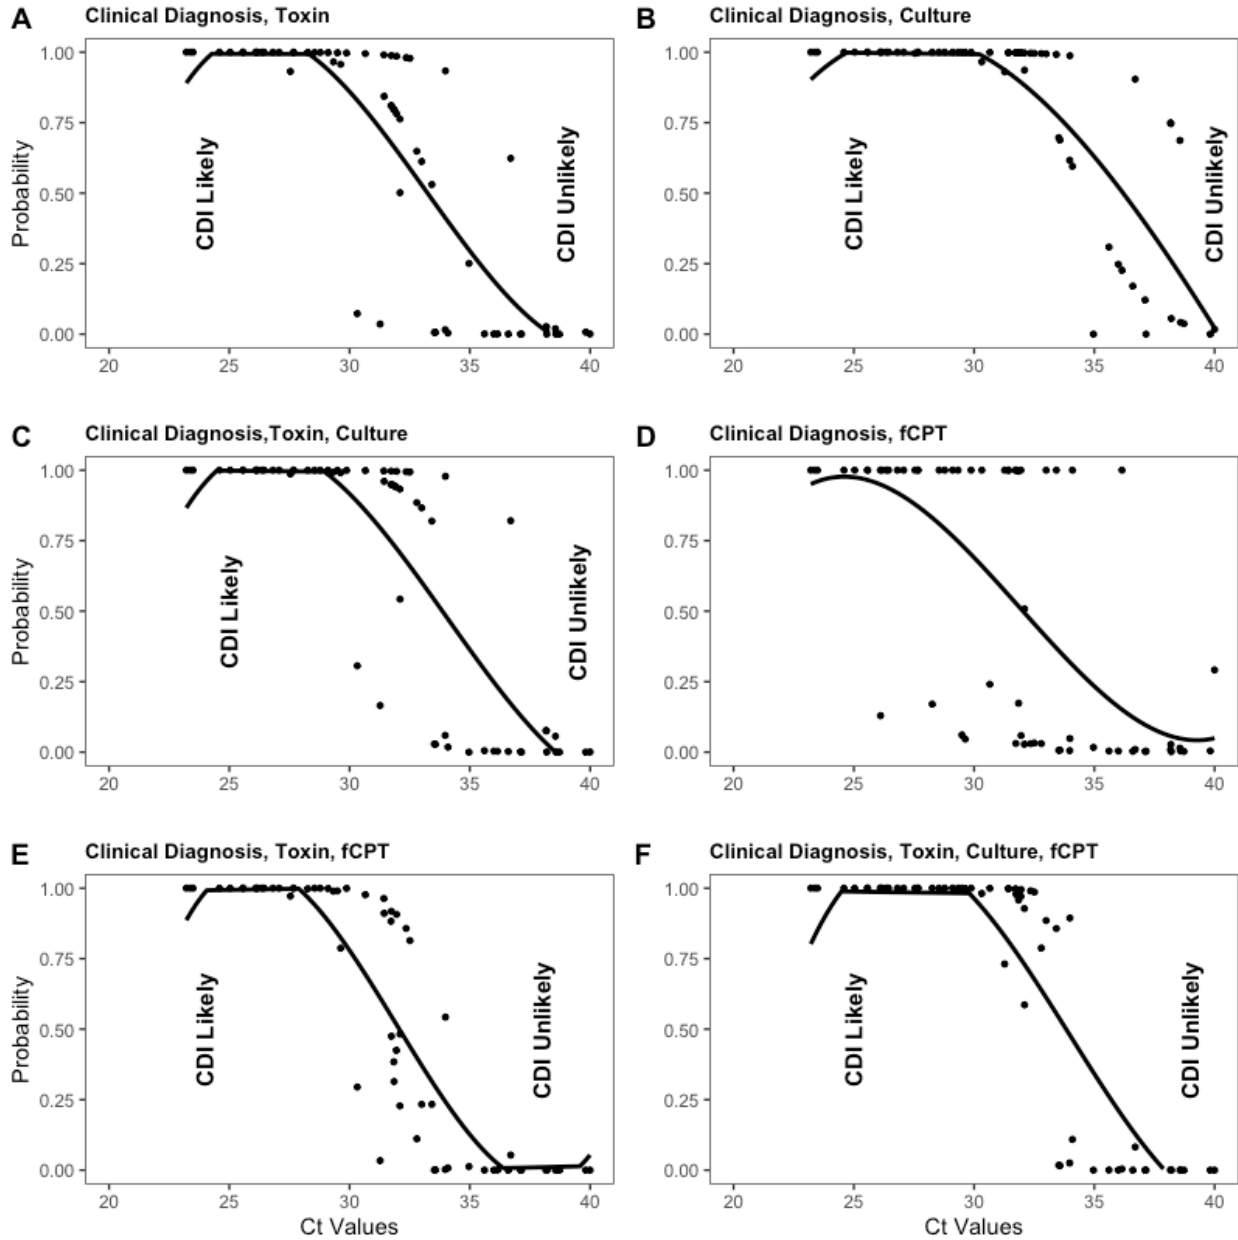 A Clinical Diagnosis, Toxin
B Clinical Diagnosis, Culture
Probability
1.00
0.75
0.50
0.25
0.00
CDI Likely
CDI Unlikely
20 25 30 35 40
1.00
0.75
0.50
0.25
0.00
CDI Likely
CDI Unlikely
20 25 30 35 40
C Clinical Diagnosis,Toxin, Culture
D Clinical Diagnosis, fCPT
Probability
1.00
0.75
0.50
0.25
0.00
CDI Likely
CDI Unlikely
20 25 30 35 40
1.00
0.75
0.50
0.25
0.00
20 25 30 35 40
E Clinical Diagnosis, Toxin, fCPT
F Clinical Diagnosis, Toxin, Culture, fCPT
Probability
1.00
0.75
0.50
0.25
0.00
CDI Likely
CDI Unlikely
20 25 30 35 40
Ct Values
1.00
0.75
0.50
0.25
0.00
CDI Likely
CDI Unlikely
20 25 30 35 40
Ct Values